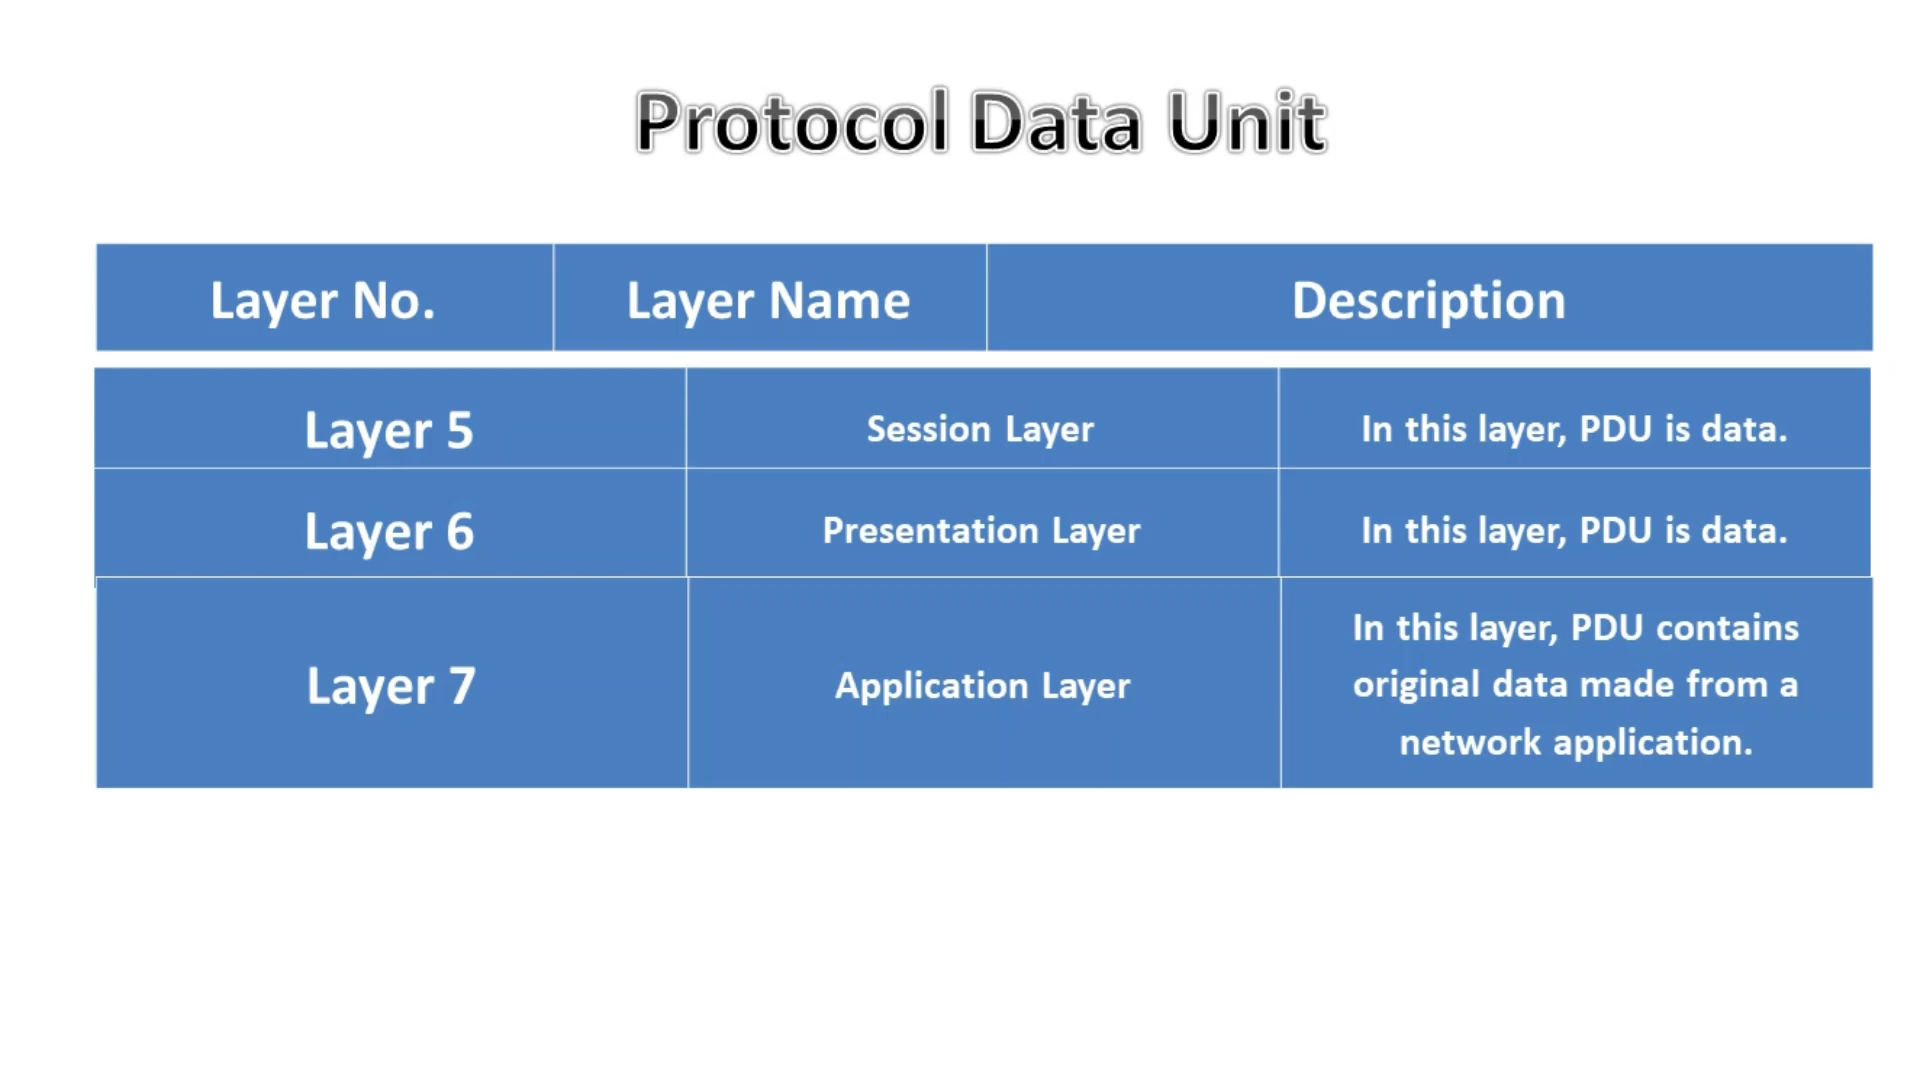 Protocol Data Unit
Layer No. Layer Name Description
Layer 5 Session Layer In this layer, PDU is data.
Layer 6 Presentation Layer In this layer, PDU is data.
Layer 7 Application Layer In this layer, PDU contains
original data made from a
network application.